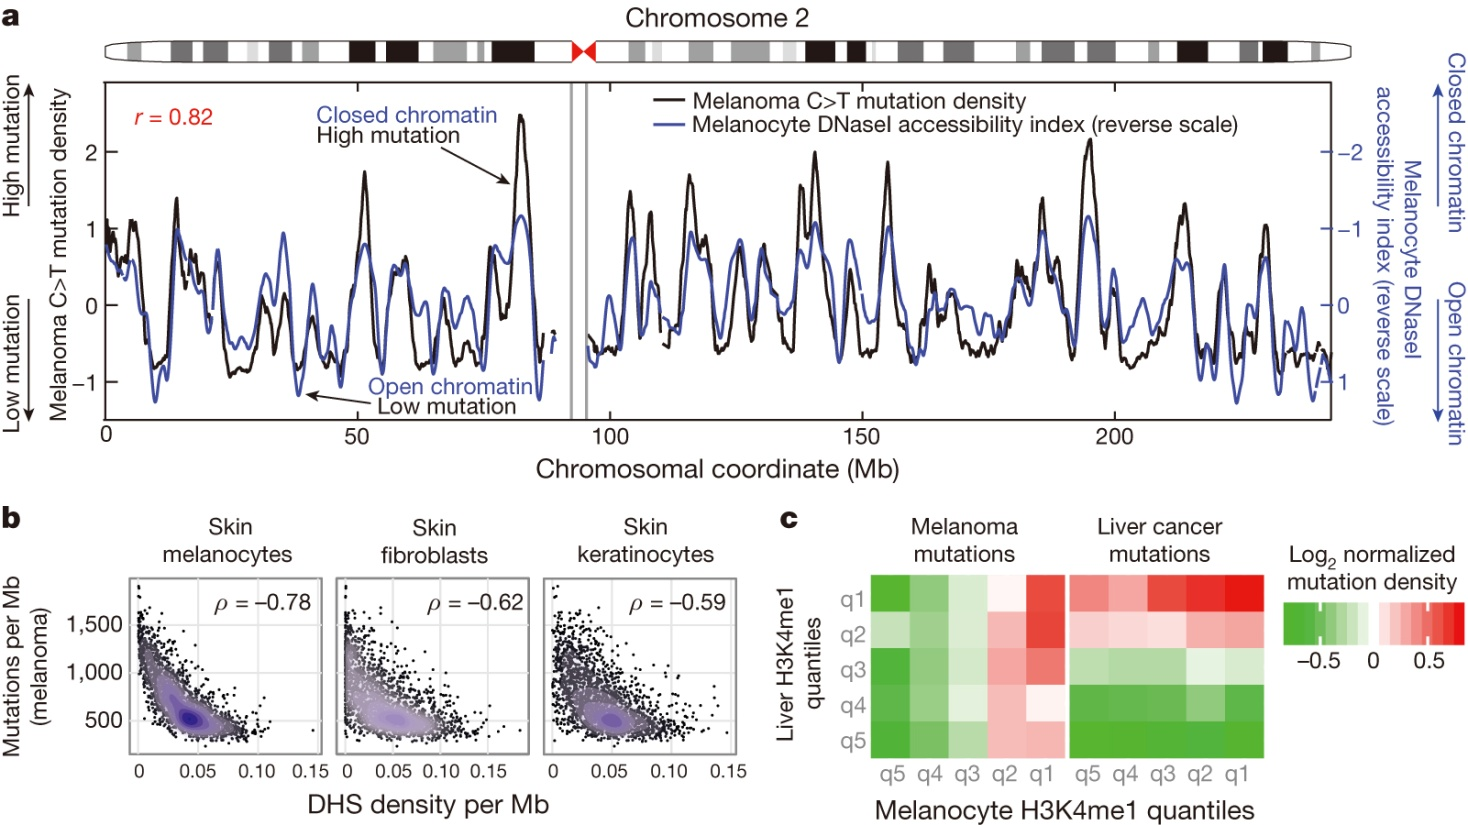 a
Chromosome 2
High mutation
Low mutation
Melanoma C>T mutation density
2
1
0
−1
r = 0.82
Closed chromatin
High mutation
Open chromatin
Low mutation
Melanoma C>T mutation density
Melanocyte DNaseI accessibility index (reverse scale)
−2
−1
0
1
Melanocyte DNaseI
accessibility index (reverse scale)
Closed chromatin
Open chromatin
0
50
100
150
200
Chromosomal coordinate (Mb)
b
Skin
melanocytes
Skin
fibroblasts
Skin
keratinocytes
Mutations per Mb
(melanoma)
1,500
1,000
500
ρ = −0.78
ρ = −0.62
ρ = −0.59
0 0.05 0.10 0.15
0 0.05 0.10 0.15
0 0.05 0.10 0.15
DHS density per Mb
c
Melanoma
mutations
Liver cancer
mutations
Liver H3K4me1
quantiles
q1
q2
q3
q4
q5
q5 q4 q3 q2 q1
q5 q4 q3 q2 q1
Melanocyte H3K4me1 quantiles
Log2 normalized
mutation density
−0.5 0 0.5